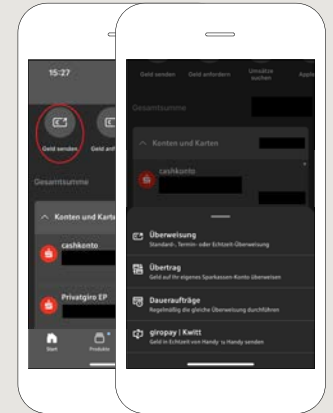 15:27
Geld senden
Geld anf
Gesamtsumme
Konten und Karte
cashkonto
Privatgiro EP
Start
Produkte
Geld senden
Geld anfordern
Umsätze
suchen
Apple
Gesamtsumme
Konten und Karten
cashkonto
Überweisung
Standard-, Termin- oder Echtzeit-Überweisung
Übertrag
Geld auf Ihr eigenes Sparkassen-Konto überweisen
Daueraufträge
Regelmäßig die gleiche Überweisung durchführen
giropay | Kwitt
Geld in Echtzeit von Handy zu Handy senden